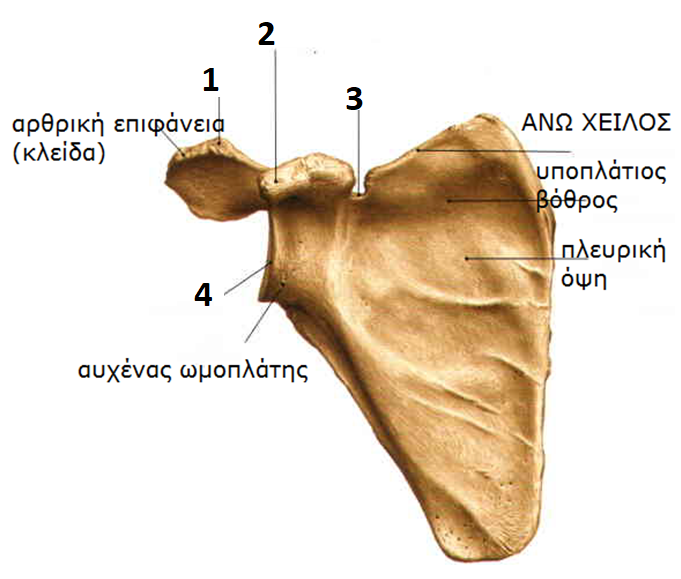 2
1
3
αρθρική επιφάνεια
(κλείδα)
ΑΝΩ ΧΕΙΛΟΣ
υποπλάτιος
βόθρος
πλευρική
όψη
4
αυχένας ωμοπλάτης